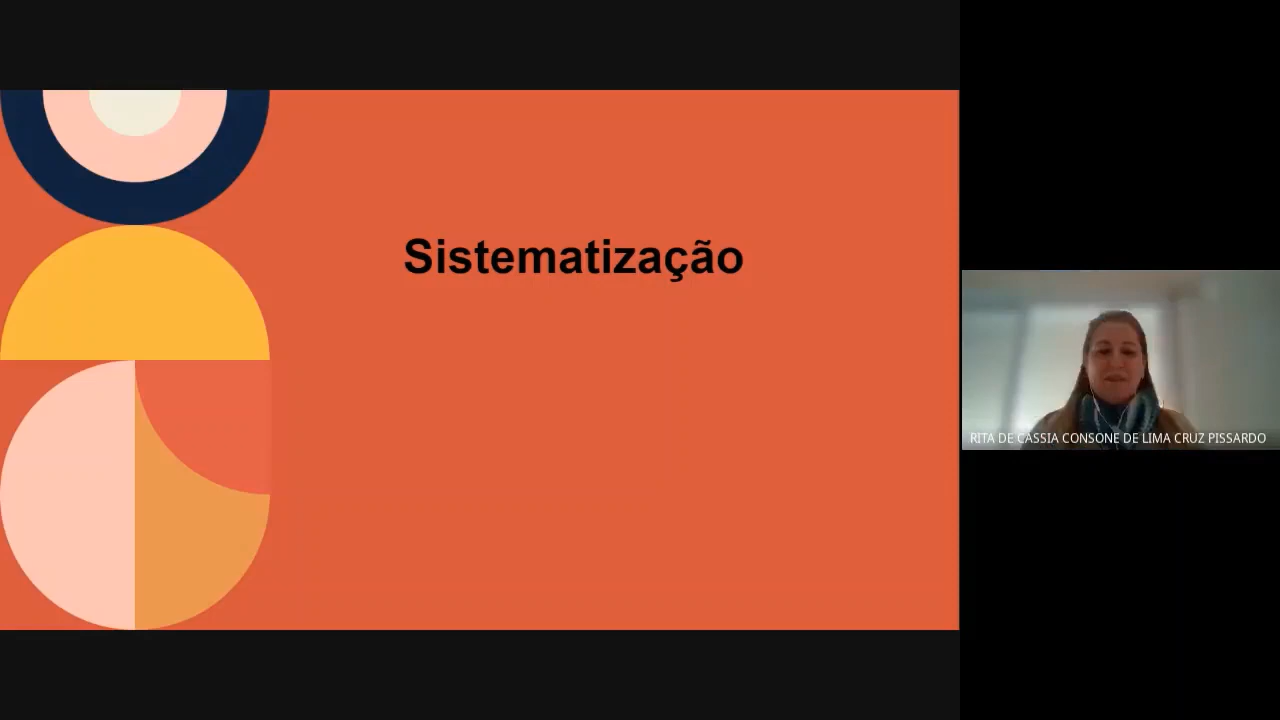 Sistematização
RITA DE CÁSSIA CONSONE DE LIMA CRUZ PISSARDO